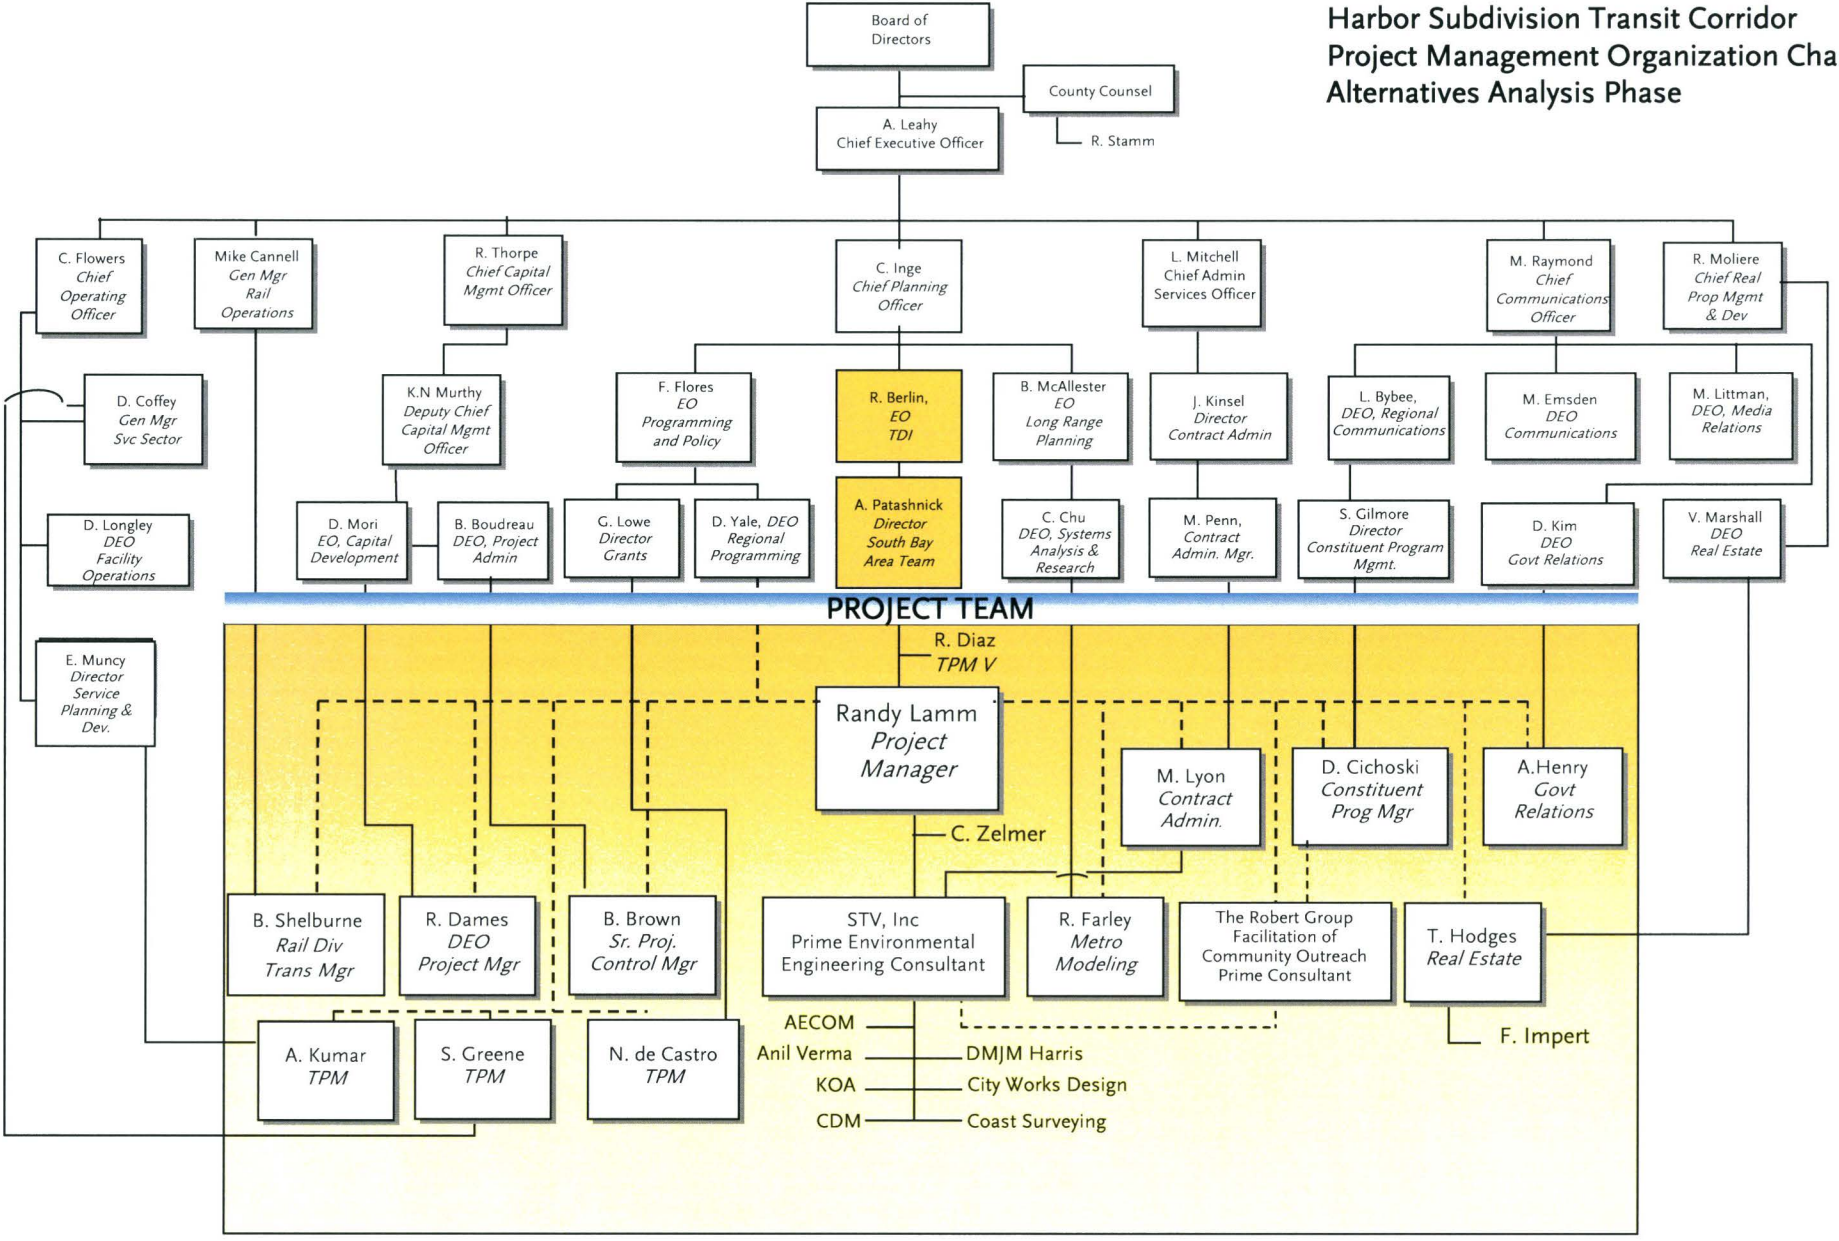 Harbor Subdivision Transit Corridor
Project Management Organization Cha
Alternatives Analysis Phase
Board of
Directors
County Counsel
R. Stamm
A. Leahy
Chief Executive Officer
C. Flowers
Chief
Operating
Officer
Mike Cannell
Gen Mgr
Rail
Operations
R. Thorpe
Chief Capital
Mgmt Officer
C. Inge
Chief Planning
Officer
L. Mitchell
Chief Admin
Services Officer
M. Raymond
Chief
Communications
Officer
R. Moliere
Chief Real
Prop Mgmt
& Dev
D. Coffey
Gen Mgr
Svc Sector
K.N Murthy
Deputy Chief
Capital Mgmt
Officer
F. Flores
EO
Programming
and Policy
R. Berlin,
EO
TDI
B. McAllester
EO
Long Range
Planning
J. Kinsel
Director
Contract Admin
L. Bybee,
DEO, Regional
Communications
M. Emsden
DEO
Communications
M. Littman,
DEO, Media
Relations
D. Longley
DEO
Facility
Operations
D. Mori
EO, Capital
Development
B. Boudreau
DEO, Project
Admin
G. Lowe
Director
Grants
D. Yale, DEO
Regional
Programming
A. Patashnick
Director
South Bay
Area Team
C. Chu
DEO, Systems
Analysis &
Research
M. Penn,
Contract
Admin. Mgr.
S. Gilmore
Director
Constituent Program
Mgmt.
D. Kim
DEO
Govt Relations
V. Marshall
DEO
Real Estate
PROJECT TEAM
E. Muncy
Director
Service
Planning &
Dev.
R. Diaz
TPM V
Randy Lamm
Project
Manager
C. Zelmer
M. Lyon
Contract
Admin.
D. Cichoski
Constituent
Prog Mgr
A.Henry
Govt
Relations
B. Shelburne
Rail Div
Trans Mgr
R. Dames
DEO
Project Mgr
B. Brown
Sr. Proj.
Control Mgr
STV, Inc
Prime Environmental
Engineering Consultant
R. Farley
Metro
Modeling
The Robert Group
Facilitation of
Community Outreach
Prime Consultant
T. Hodges
Real Estate
F. Impert
A. Kumar
TPM
S. Greene
TPM
N. de Castro
TPM
AECOM
Anil Verma
DMJM Harris
KOA
City Works Design
CDM
Coast Surveying